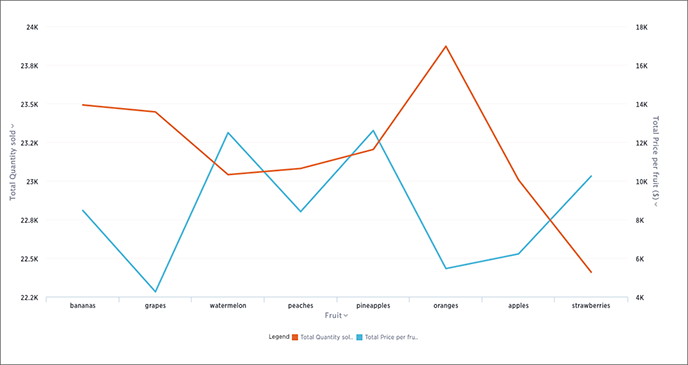 24K
23.8K
23.5K
23.2K
23K
22.8K
22.5K
22.2K
Total Quantity sold
18K
16K
14K
12K
10K
8K
6K
4K
Total Price per fruit ($)
bananas grapes watermelon peaches pineapples oranges apples strawberries
Fruit
Legend Total Quantity sol.. Total Price per fru..